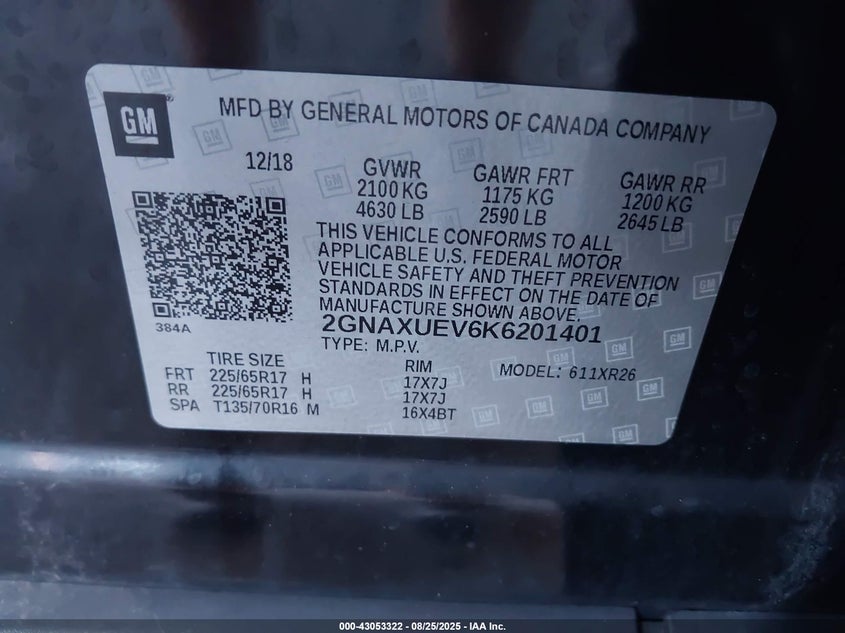 GM
MFD BY GENERAL MOTORS OF CANADA COMPANY
12/18
GVWR
2100 KG
4630 LB
GAWR FRT
1175 KG
2590 LB
GAWR RR
1200 KG
2645 LB
THIS VEHICLE CONFORMS TO ALL
APPLICABLE U.S. FEDERAL MOTOR
VEHICLE SAFETY AND THEFT PREVENTION
STANDARDS IN EFFECT ON THE DATE OF
MANUFACTURE SHOWN ABOVE.
384A
2GNAXUEV6K6201401
TYPE: M.P.V.
TIRE SIZE
RIM
MODEL: 611XR26
FRT 225/65R17 H 17X7J
RR 225/65R17 H 17X7J
SPA T135/70R16 M 16X4BT
000-43053322 - 08/25/2025 - IAA Inc.